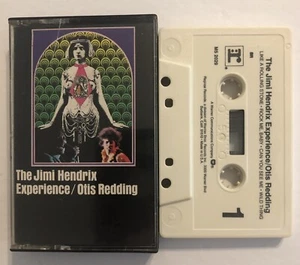 The Jimi Hendrix
Experience/Otis Redding
MS 2029
The Jimi Hendrix Experience/Otis Redding
LIKE A ROLLING STONE • ROCK ME, BABY • CAN YOU SEE ME • WILD THING
1